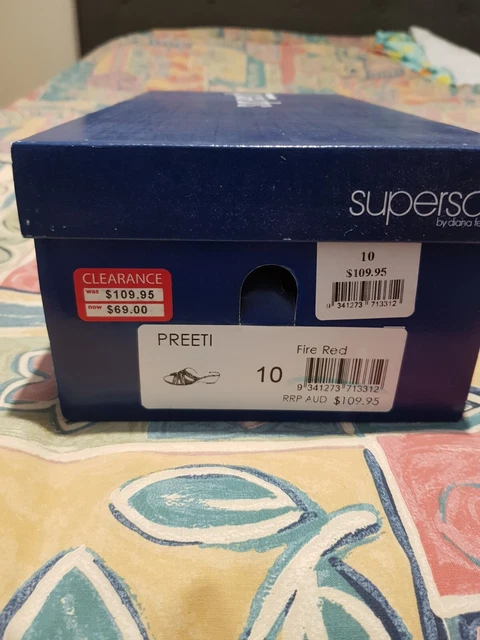 superso
by diana fe
CLEARANCE
was $109.95
now $69.00
10
$109.95
9 341273 713312
PREETI
Fire Red
10
9 341273 713312
RRP AUD $109.95